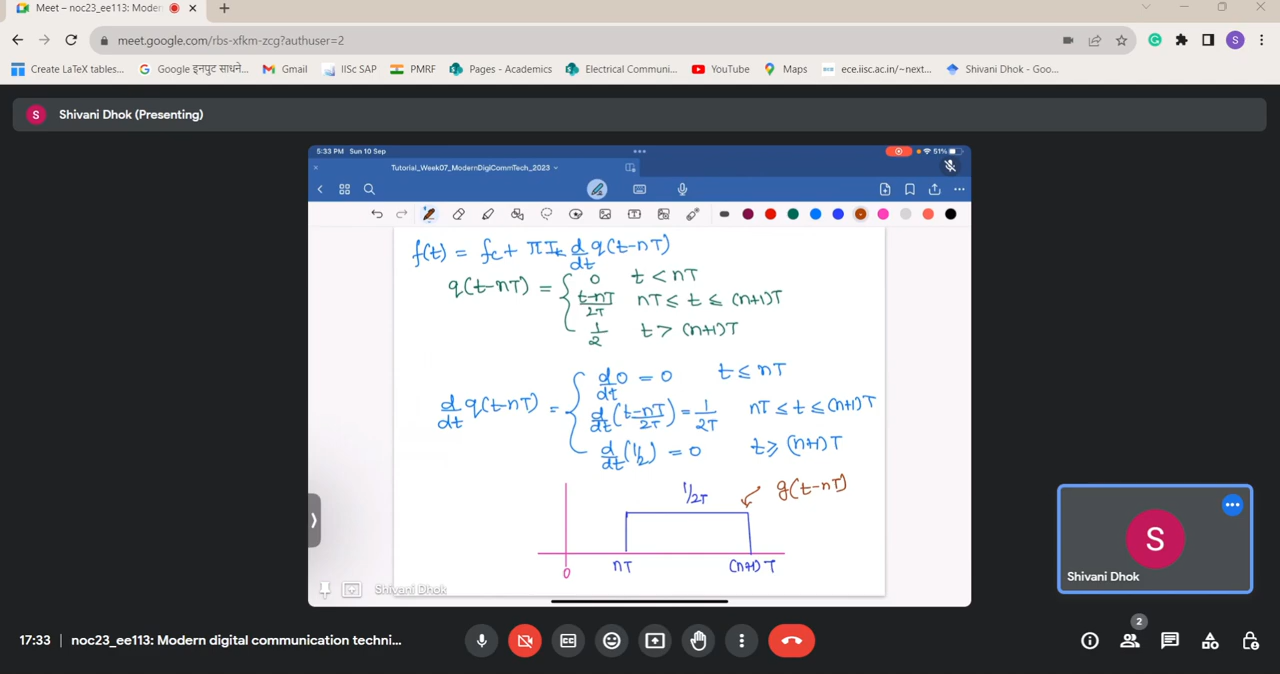 Meet – noc23_ee113: Modern
meet.google.com/rbs-xfkm-zcg?authuser=2
Create LaTeX tables... Google इनपुट साधने... Gmail IISc SAP PMRF Pages - Academics Electrical Communi... YouTube Maps ece.iisc.ac.in/~next... Shivani Dhok - Goo...
S Shivani Dhok (Presenting)
5:33 PM Sun 10 Sep 51%
Tutorial_Week07_ModernDigiCommTech_2023
f(t) = fc + π Ik d/dt q(t-nT)
q(t-nT) = { 0 t < nT
(t-nT)/2T nT ≤ t ≤ (n+1)T
1/2 t > (n+1)T
d/dt q(t-nT) = { d/dt 0 = 0 t ≤ nT
d/dt (t-nT/2T) = 1/2T nT ≤ t ≤ (n+1)T
d/dt (1/2) = 0 t ≥ (n+1)T
1/2T g(t-nT)
0 nT (n+1)T
Shivani Dhok
S
Shivani Dhok
17:33 | noc23_ee113: Modern digital communication techni...
2